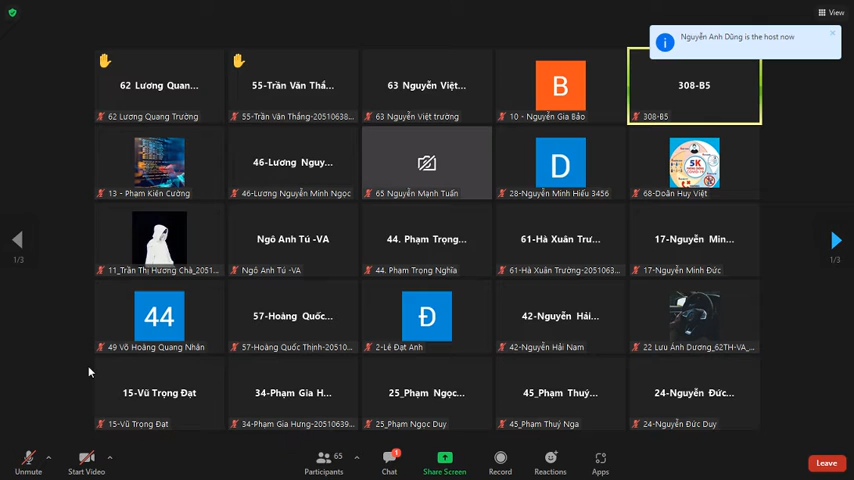 View
Nguyễn Anh Dũng is the host now
62 Lương Quan...
62 Lương Quang Trường
55-Trần Văn Thắ...
55-Trần Văn Thắng-20510638...
63 Nguyễn Việt...
63 Nguyễn Việt trường
B
10 - Nguyễn Gia Bảo
308-B5
308-B5
13 - Phạm Kiên Cường
46-Lương Nguy...
46-Lương Nguyễn Minh Ngọc
65 Nguyễn Mạnh Tuấn
D
28-Nguyễn Minh Hiếu 3456
5K
68-Doãn Huy Việt
11_Trần Thị Hương Chà_2051...
Ngô Anh Tú -VA
Ngô Anh Tú -VA
44. Phạm Trọng...
44. Phạm Trọng Nghĩa
61-Hà Xuân Trư...
61-Hà Xuân Trường-2051063...
17-Nguyễn Min...
17-Nguyễn Minh Đức
1/3
1/3
44
49 Võ Hoàng Quang Nhân
57-Hoàng Quốc...
57-Hoàng Quốc Thịnh-20510...
Đ
2-Lê Đạt Anh
42-Nguyễn Hải...
42-Nguyễn Hải Nam
22 Lưu Ánh Dương_62TH-VA_...
15-Vũ Trọng Đạt
15-Vũ Trọng Đạt
34-Phạm Gia H...
34-Phạm Gia Hưng-20510639...
25_Phạm Ngọc...
25_Phạm Ngọc Duy
45_Phạm Thuý...
45_Phạm Thuý Nga
24-Nguyễn Đức...
24-Nguyễn Đức Duy
65
1
Unmute
Start Video
Participants
Chat
Share Screen
Record
Reactions
Apps
Leave